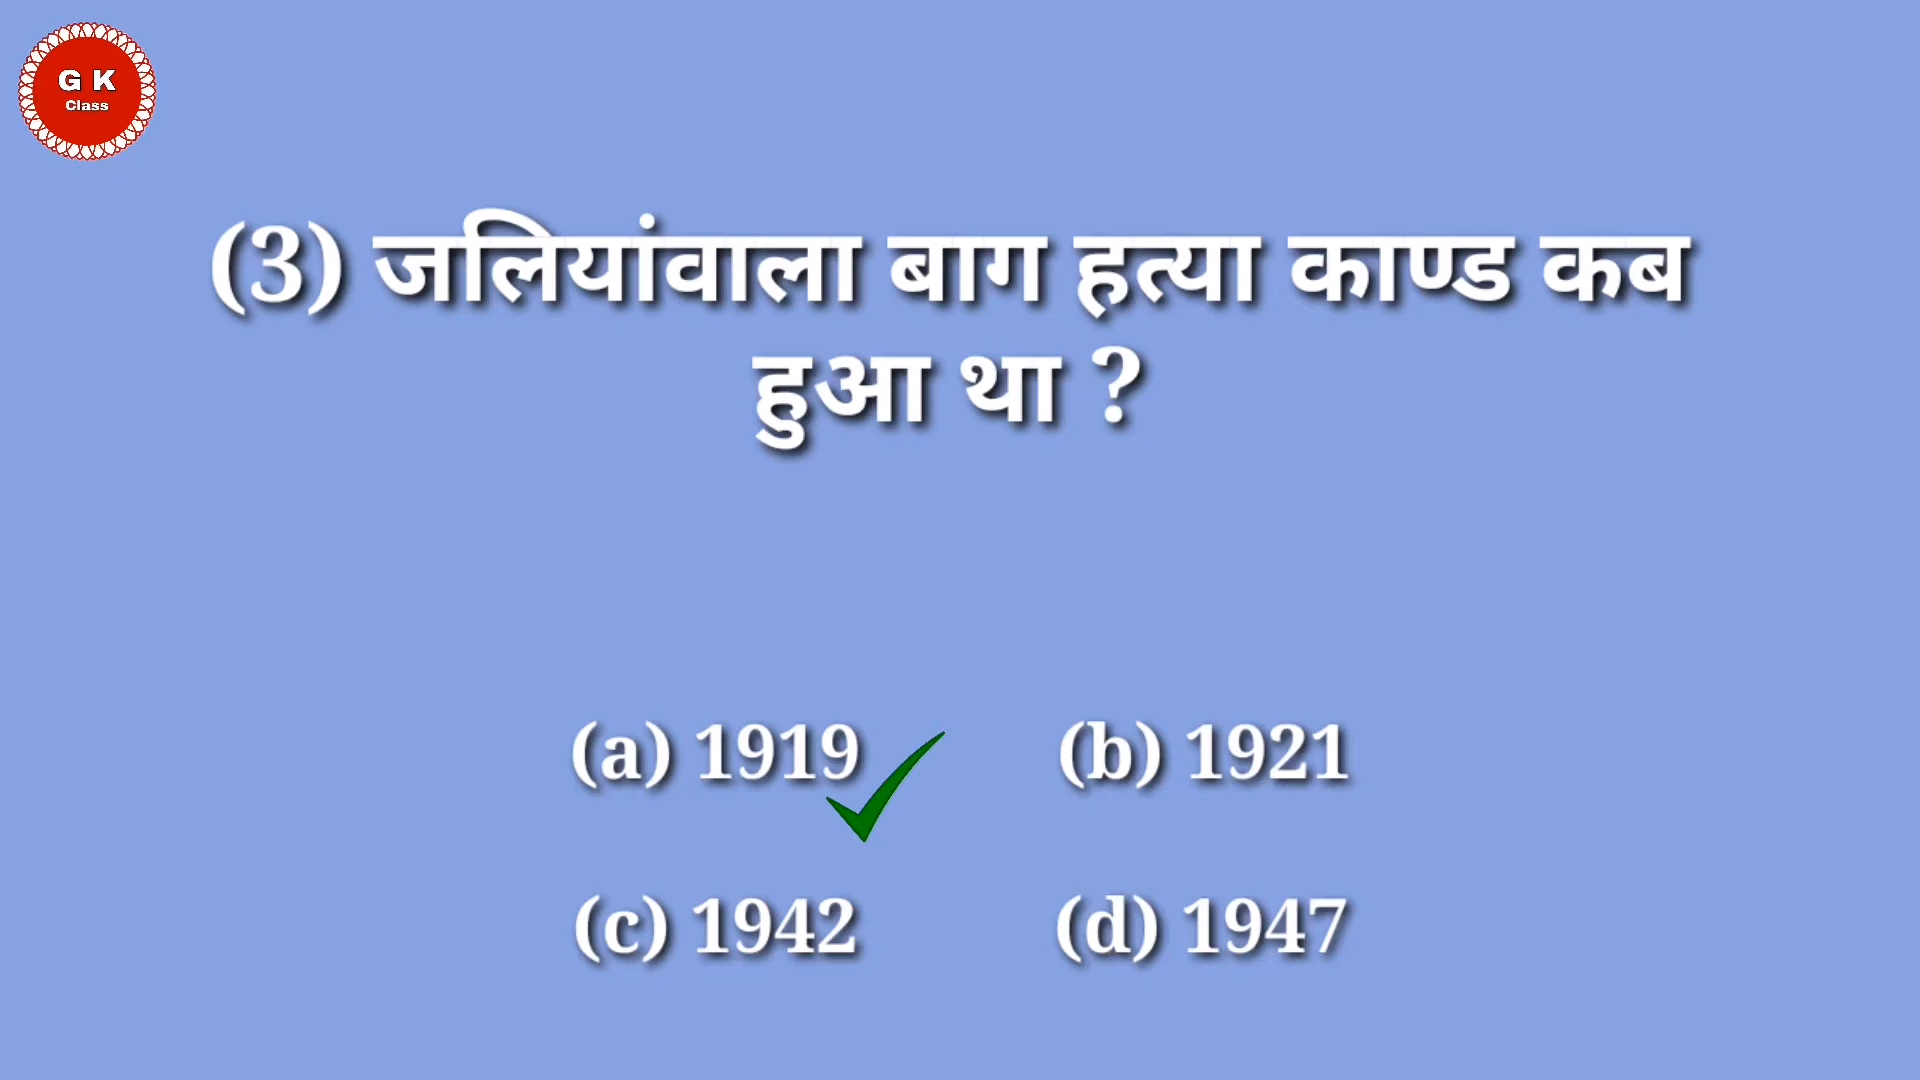 G K
Class
(3) जलियांवाला बाग हत्या काण्ड कब
हुआ था ?
(a) 1919 (b) 1921
(c) 1942 (d) 1947